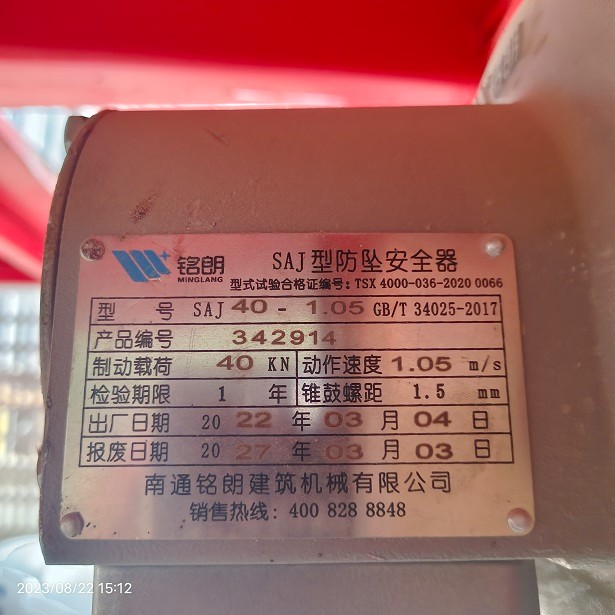 铭朗 SAJ型防坠安全器
MINGLANG
型式试验合格证编号: TSX 4000-036-2020 0066
型 号 SAJ 40 - 1.05 GB/T 34025-2017
产品编号 342914
制动载荷 40 KN 动作速度 1.05 m/s
检验期限 1 年 锥鼓螺距 1.5 mm
出厂日期 20 22 年 03 月 04 日
报废日期 20 27 年 03 月 03 日
南通铭朗建筑机械有限公司
销售热线: 400 828 8848
2023/08/22 15:12